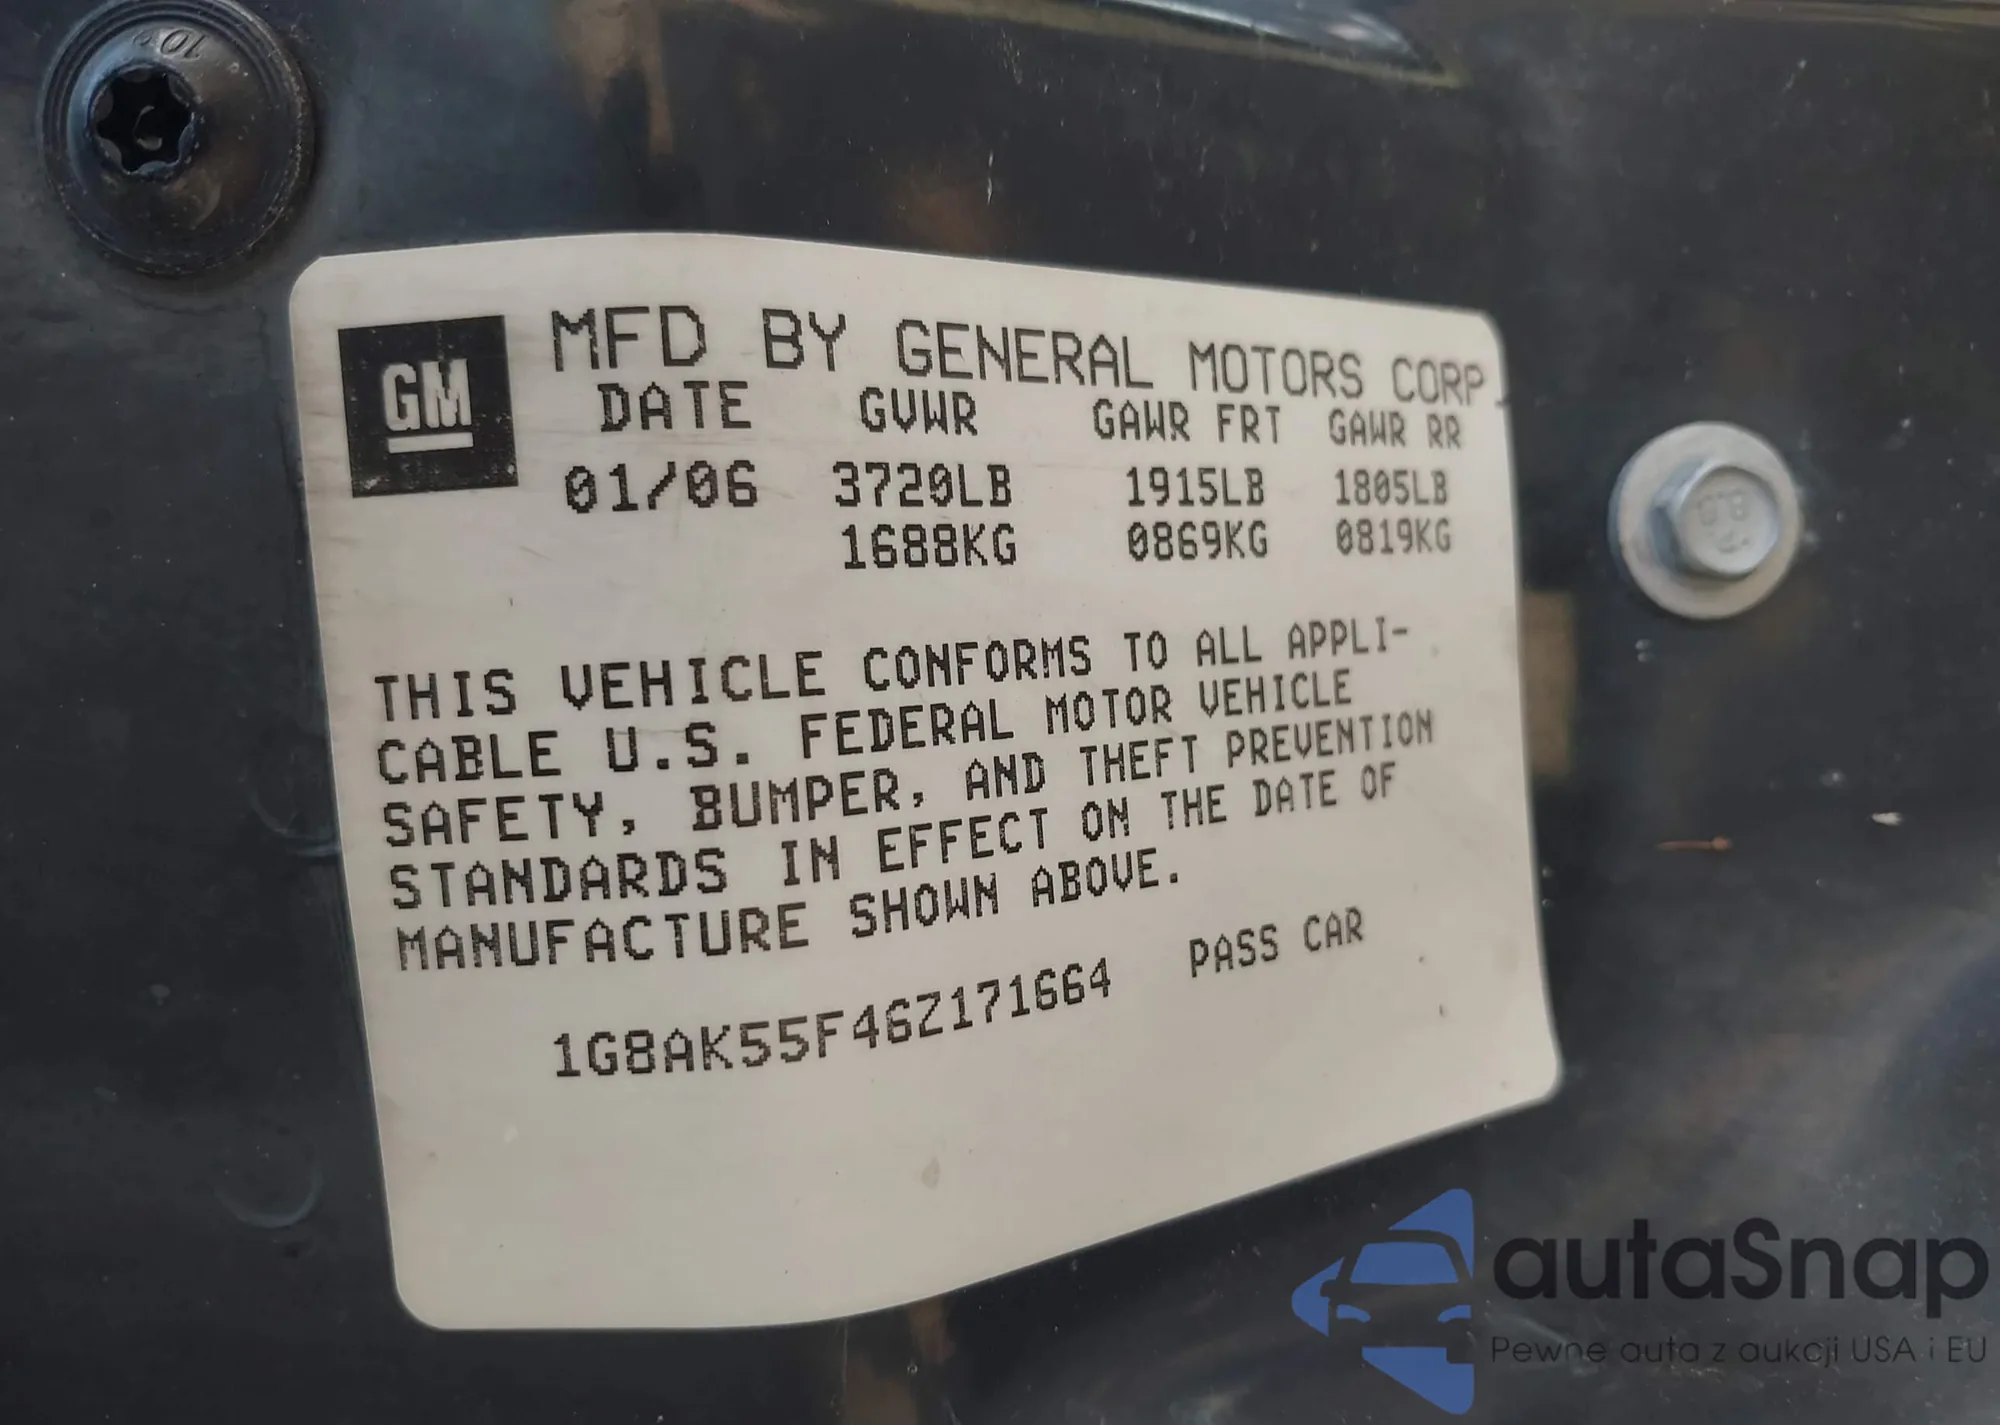 GM
MFD BY GENERAL MOTORS CORP.
DATE GVWR GAWR FRT GAWR RR
01/06 3720LB 1915LB 1805LB
1688KG 0869KG 0819KG
THIS VEHICLE CONFORMS TO ALL APPLI-
CABLE U.S. FEDERAL MOTOR VEHICLE
SAFETY, BUMPER, AND THEFT PREVENTION
STANDARDS IN EFFECT ON THE DATE OF
MANUFACTURE SHOWN ABOVE.
1G8AK55F46Z171664 PASS CAR
autaSnap
Pewne auta z aukcji USA i EU